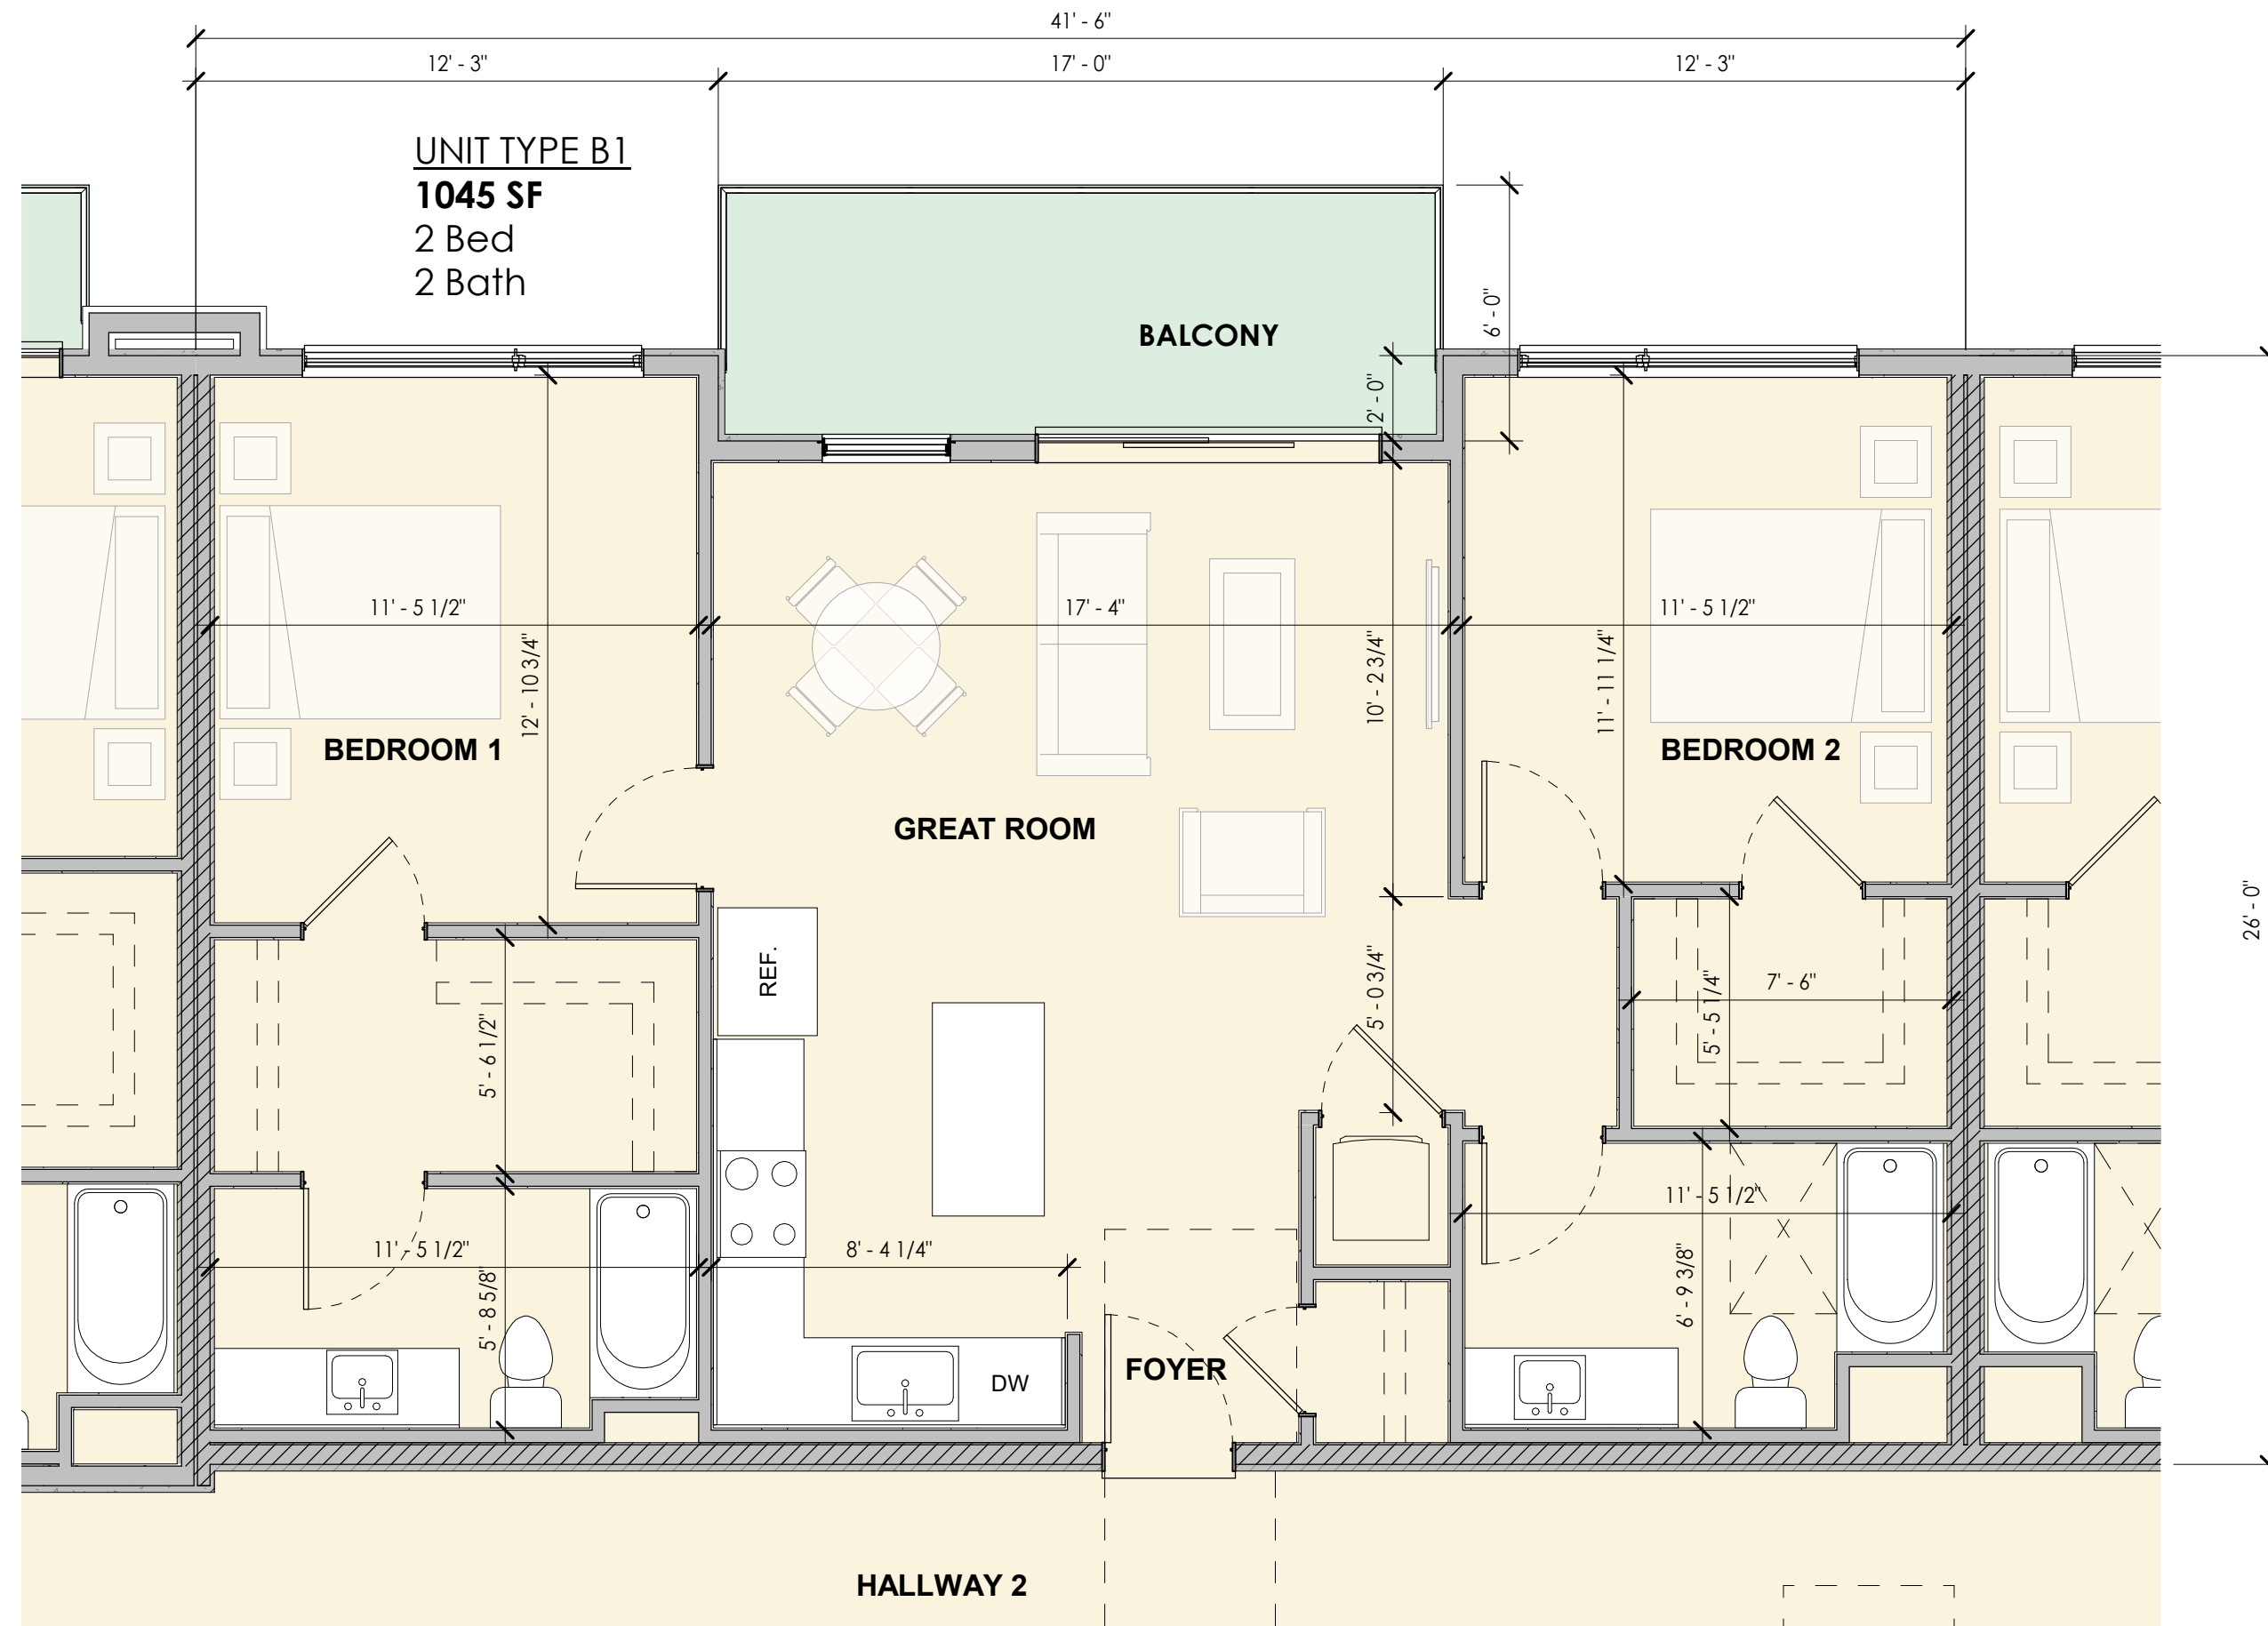 41' - 6"
12' - 3"
17' - 0"
12' - 3"
UNIT TYPE B1
1045 SF
2 Bed
2 Bath
BALCONY
6' - 0"
2' - 0"
11' - 5 1/2"
17' - 4"
11' - 5 1/2"
12' - 10 3/4"
10' - 2 3/4"
11' - 11 1/4"
BEDROOM 1
BEDROOM 2
GREAT ROOM
26' - 0"
REF.
5' - 0 3/4"
7' - 6"
5' - 5 1/4"
5' - 6 1/2"
11' - 5 1/2"
11' - 5 1/2"
8' - 4 1/4"
5' - 8 5/8"
6' - 9 3/8"
FOYER
DW
HALLWAY 2